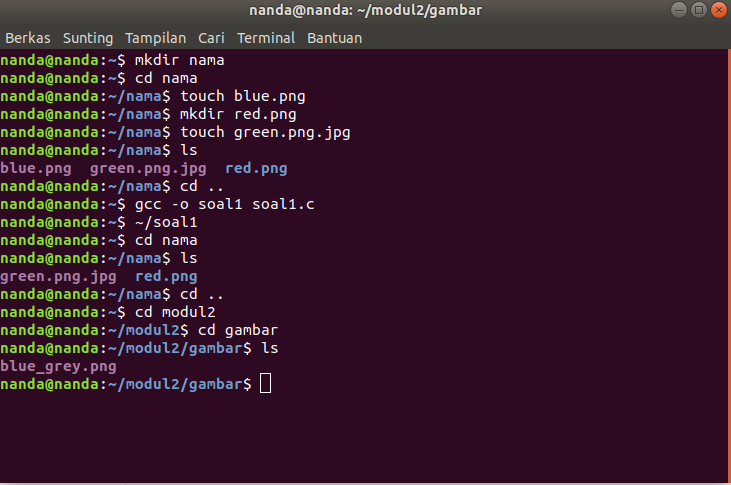 nanda@nanda: ~/modul2/gambar
Berkas Sunting Tampilan Cari Terminal Bantuan
nanda@nanda:~$ mkdir nama
nanda@nanda:~$ cd nama
nanda@nanda:~/nama$ touch blue.png
nanda@nanda:~/nama$ mkdir red.png
nanda@nanda:~/nama$ touch green.png.jpg
nanda@nanda:~/nama$ ls
blue.png  green.png.jpg  red.png
nanda@nanda:~/nama$ cd ..
nanda@nanda:~$ gcc -o soal1 soal1.c
nanda@nanda:~$ ~/soal1
nanda@nanda:~$ cd nama
nanda@nanda:~/nama$ ls
green.png.jpg  red.png
nanda@nanda:~/nama$ cd ..
nanda@nanda:~$ cd modul2
nanda@nanda:~/modul2$ cd gambar
nanda@nanda:~/modul2/gambar$ ls
blue_grey.png
nanda@nanda:~/modul2/gambar$